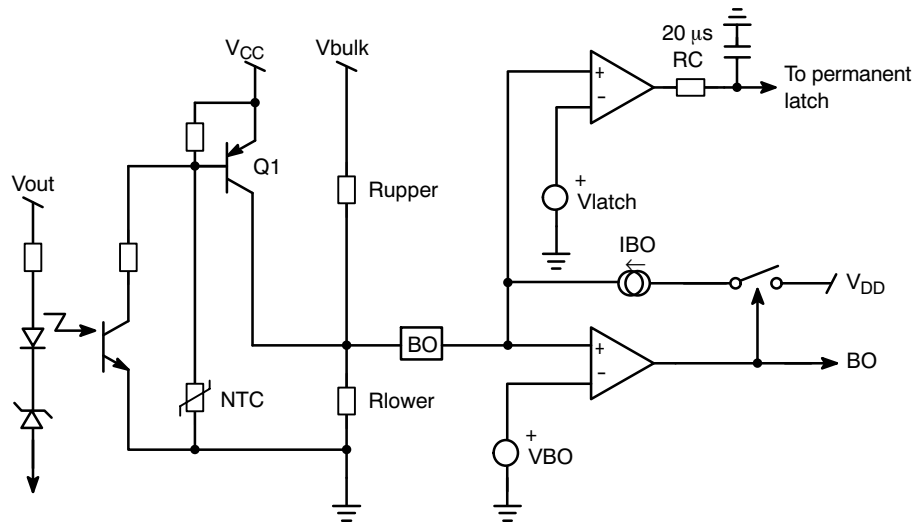 20 μs
RC
To permanent
latch
VCC
Vbulk
+
−
Q1
Vout
Rupper
+
Vlatch
IBO
VDD
BO
+
−
BO
NTC
Rlower
+
VBO